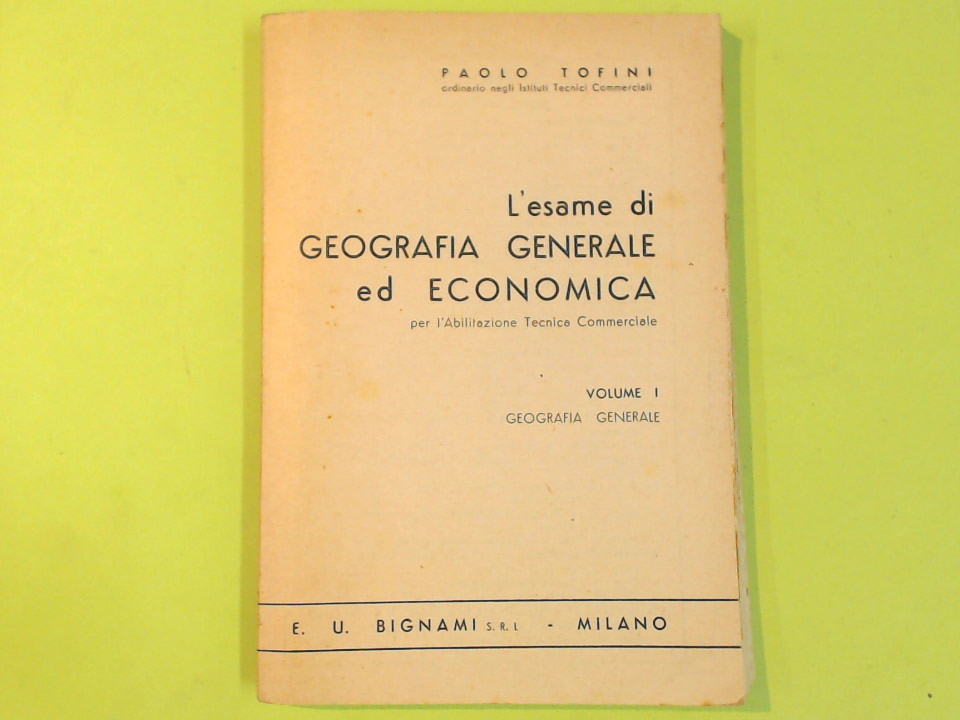 PAOLO TOFINI
ordinario negli Istituti Tecnici Commerciali
L'esame di
GEOGRAFIA GENERALE
ed ECONOMICA
per l'Abilitazione Tecnica Commerciale
VOLUME I
GEOGRAFIA GENERALE
E. U. BIGNAMI S. R. L - MILANO